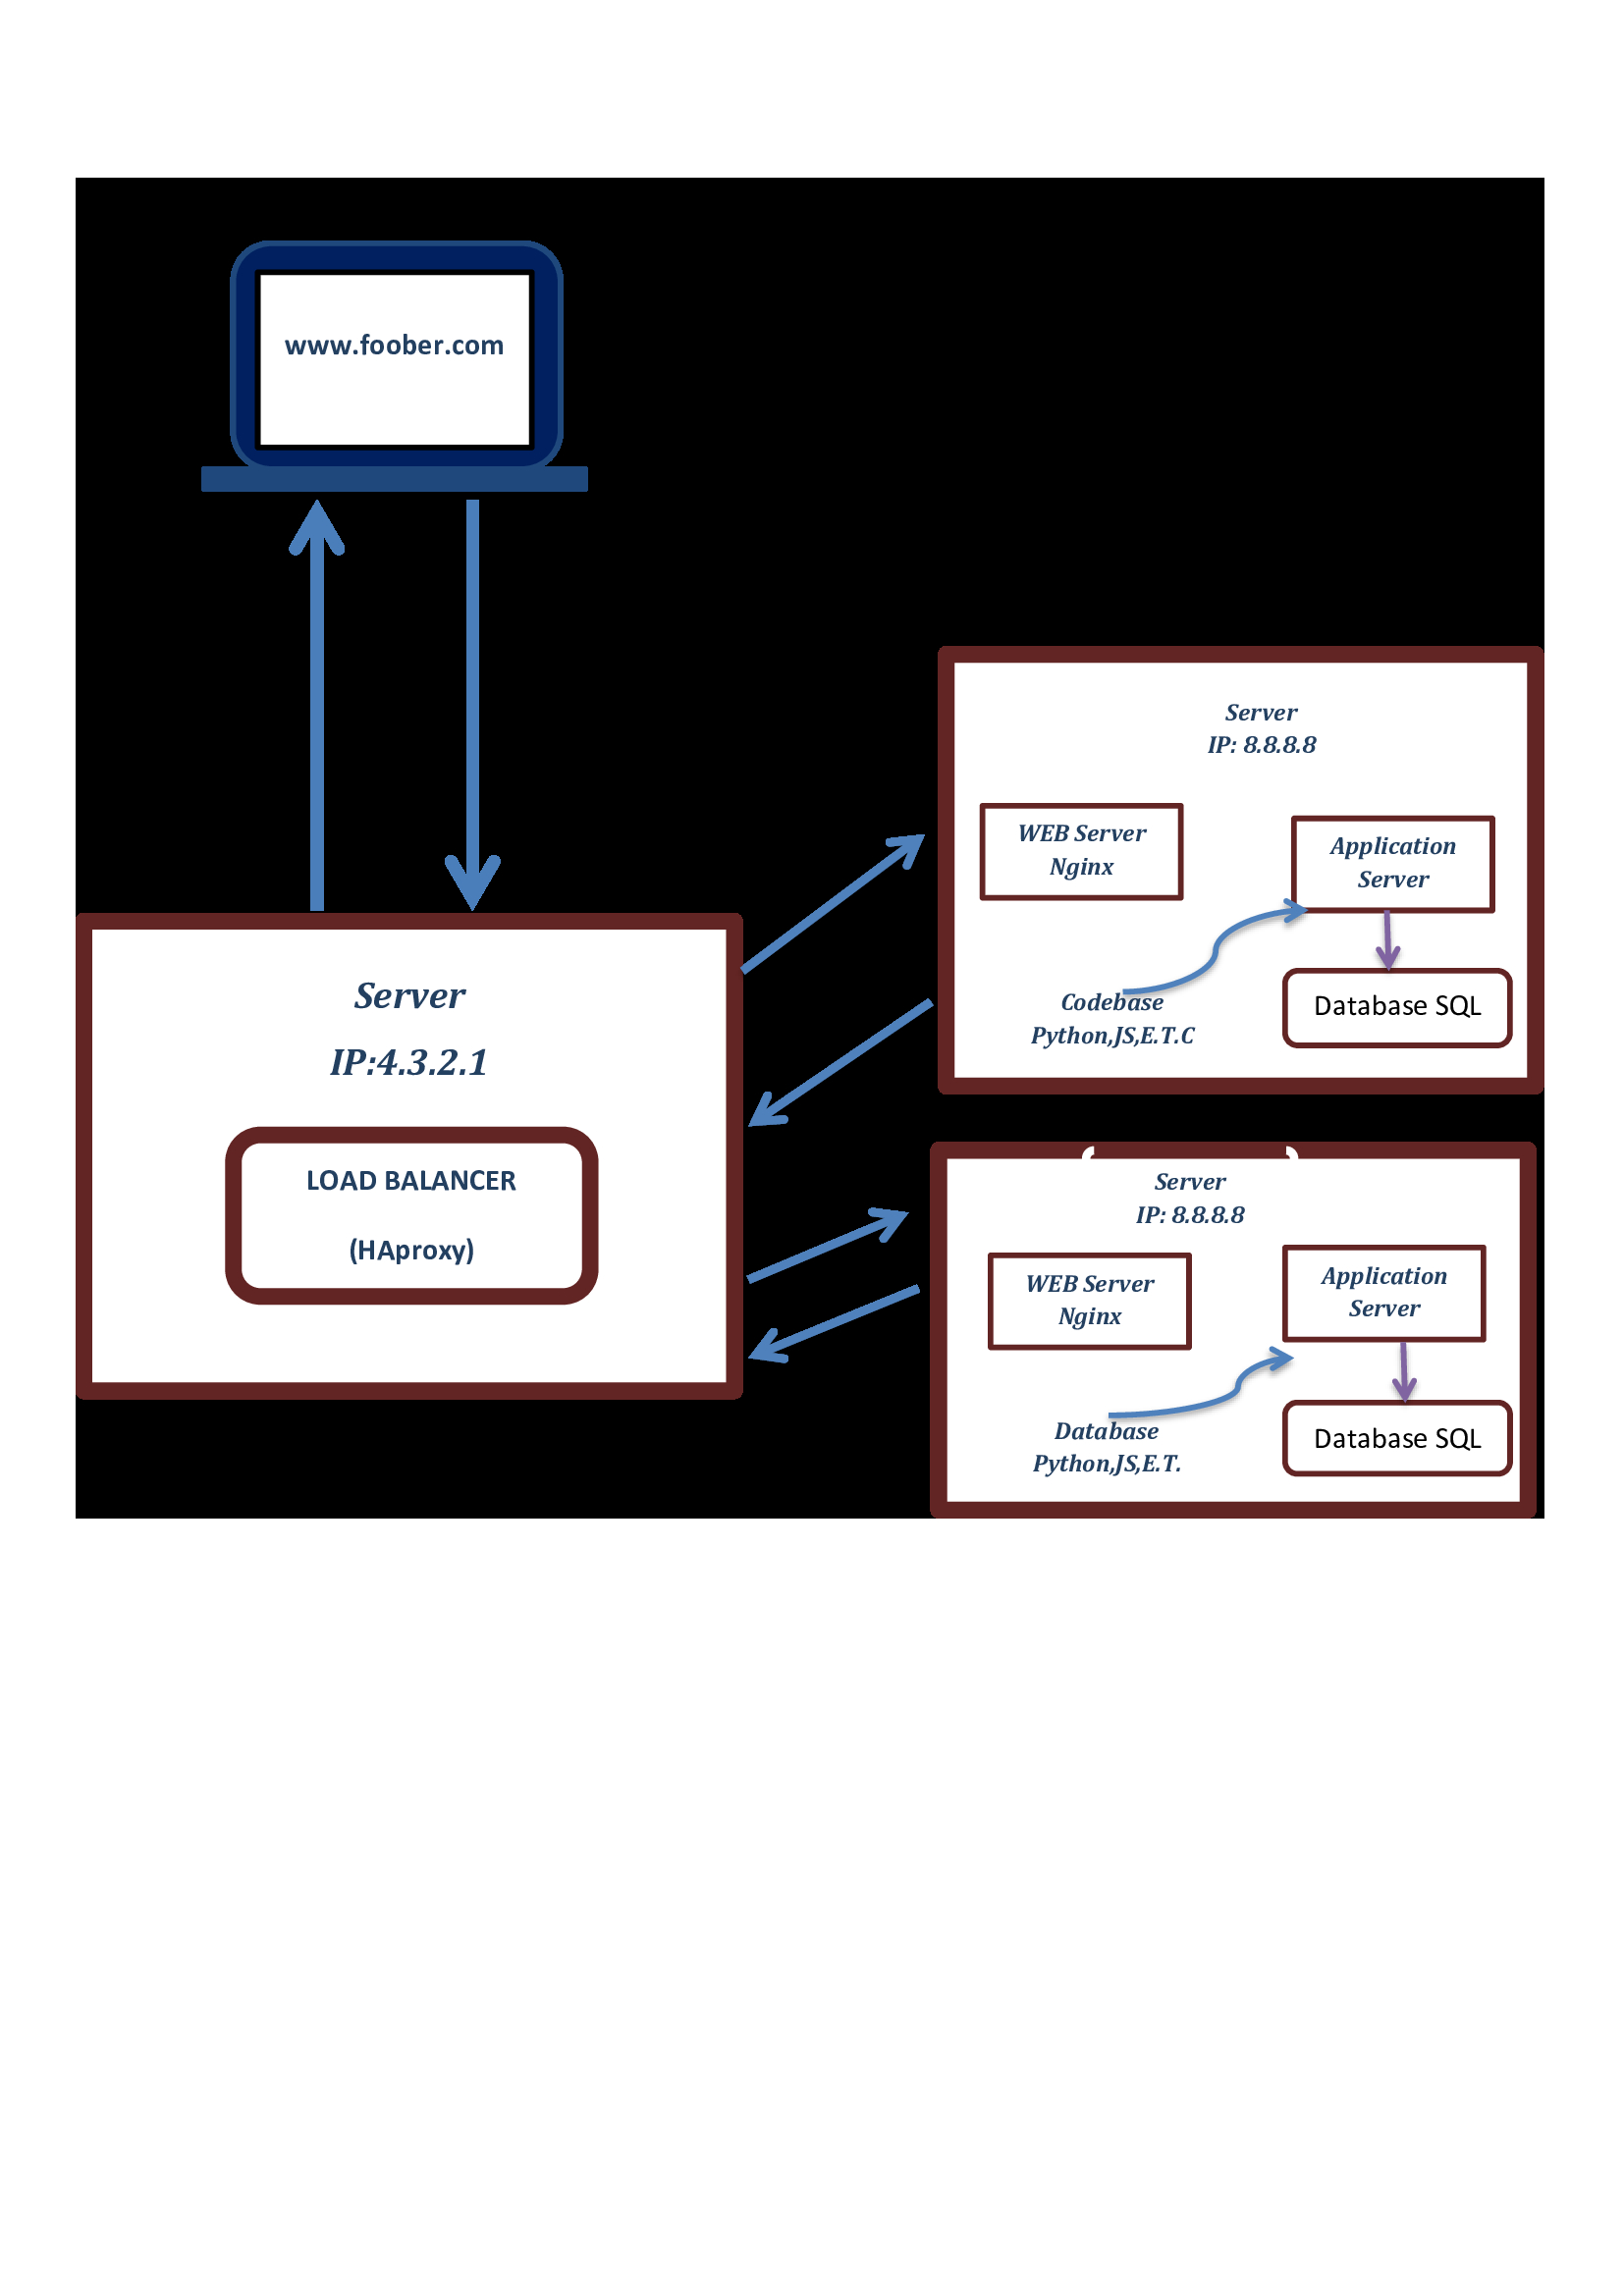 www.foober.com
Server
IP: 8.8.8.8
WEB Server
Nginx
Application
Server
Codebase
Python,JS,E.T.C
Database SQL
Server
IP:4.3.2.1
LOAD BALANCER
(HAproxy)
Server
IP: 8.8.8.8
WEB Server
Nginx
Application
Server
Database
Python,JS,E.T.
Database SQL